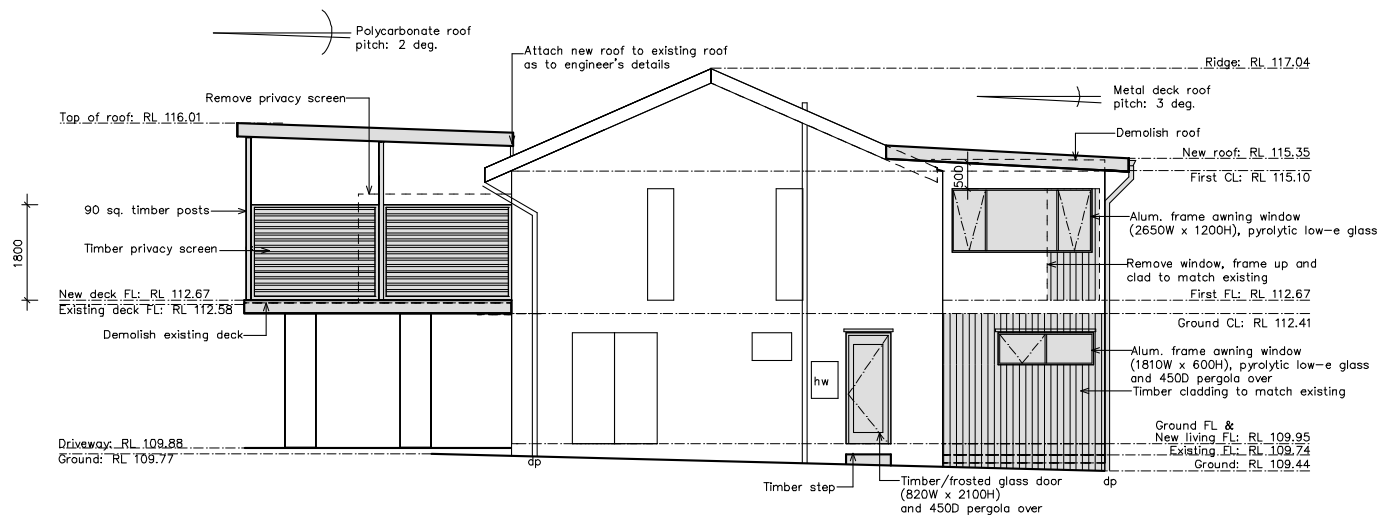 Polycarbonate roof
pitch: 2 deg.
Attach new roof to existing roof
as to engineer's details
Ridge: RL 117.04
Remove privacy screen
Metal deck roof
pitch: 3 deg.
Top of roof: RL 116.01
Demolish roof
New roof: RL 115.35
First CL: RL 115.10
500
90 sq. timber posts
Alum. frame awning window
(2650W x 1200H), pyrolytic low-e glass
1800
Timber privacy screen
Remove window, frame up and
clad to match existing
New deck FL: RL 112.67
Existing deck FL: RL 112.58
First FL: RL 112.67
Ground CL: RL 112.41
Demolish existing deck
Alum. frame awning window
(1810W x 600H), pyrolytic low-e glass
and 450D pergola over
Timber cladding to match existing
hw
Driveway: RL 109.88
Ground: RL 109.77
Ground FL &
New living FL: RL 109.95
Existing FL: RL 109.74
Ground: RL 109.44
dp
dp
Timber step
Timber/frosted glass door
(820W x 2100H)
and 450D pergola over